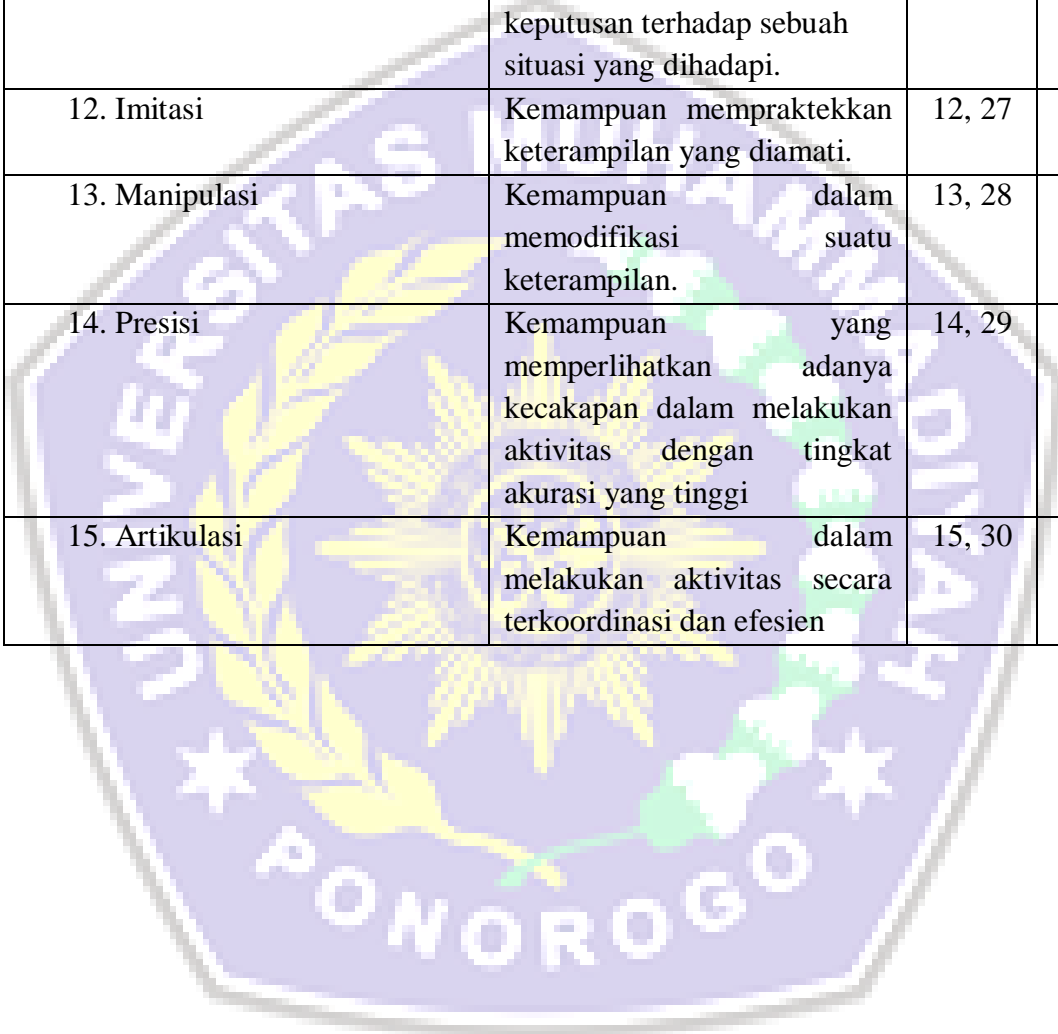 keputusan terhadap sebuah
situasi yang dihadapi.
12. Imitasi
Kemampuan mempraktekkan
keterampilan yang diamati.
12, 27
13. Manipulasi
Kemampuan dalam
memodifikasi suatu
keterampilan.
13, 28
14. Presisi
Kemampuan yang
memperlihatkan adanya
kecakapan dalam melakukan
aktivitas dengan tingkat
akurasi yang tinggi
14, 29
15. Artikulasi
Kemampuan dalam
melakukan aktivitas secara
terkoordinasi dan efesien
15, 30
UNIVERSITAS MUHAMMADIYAH
PONOROGO